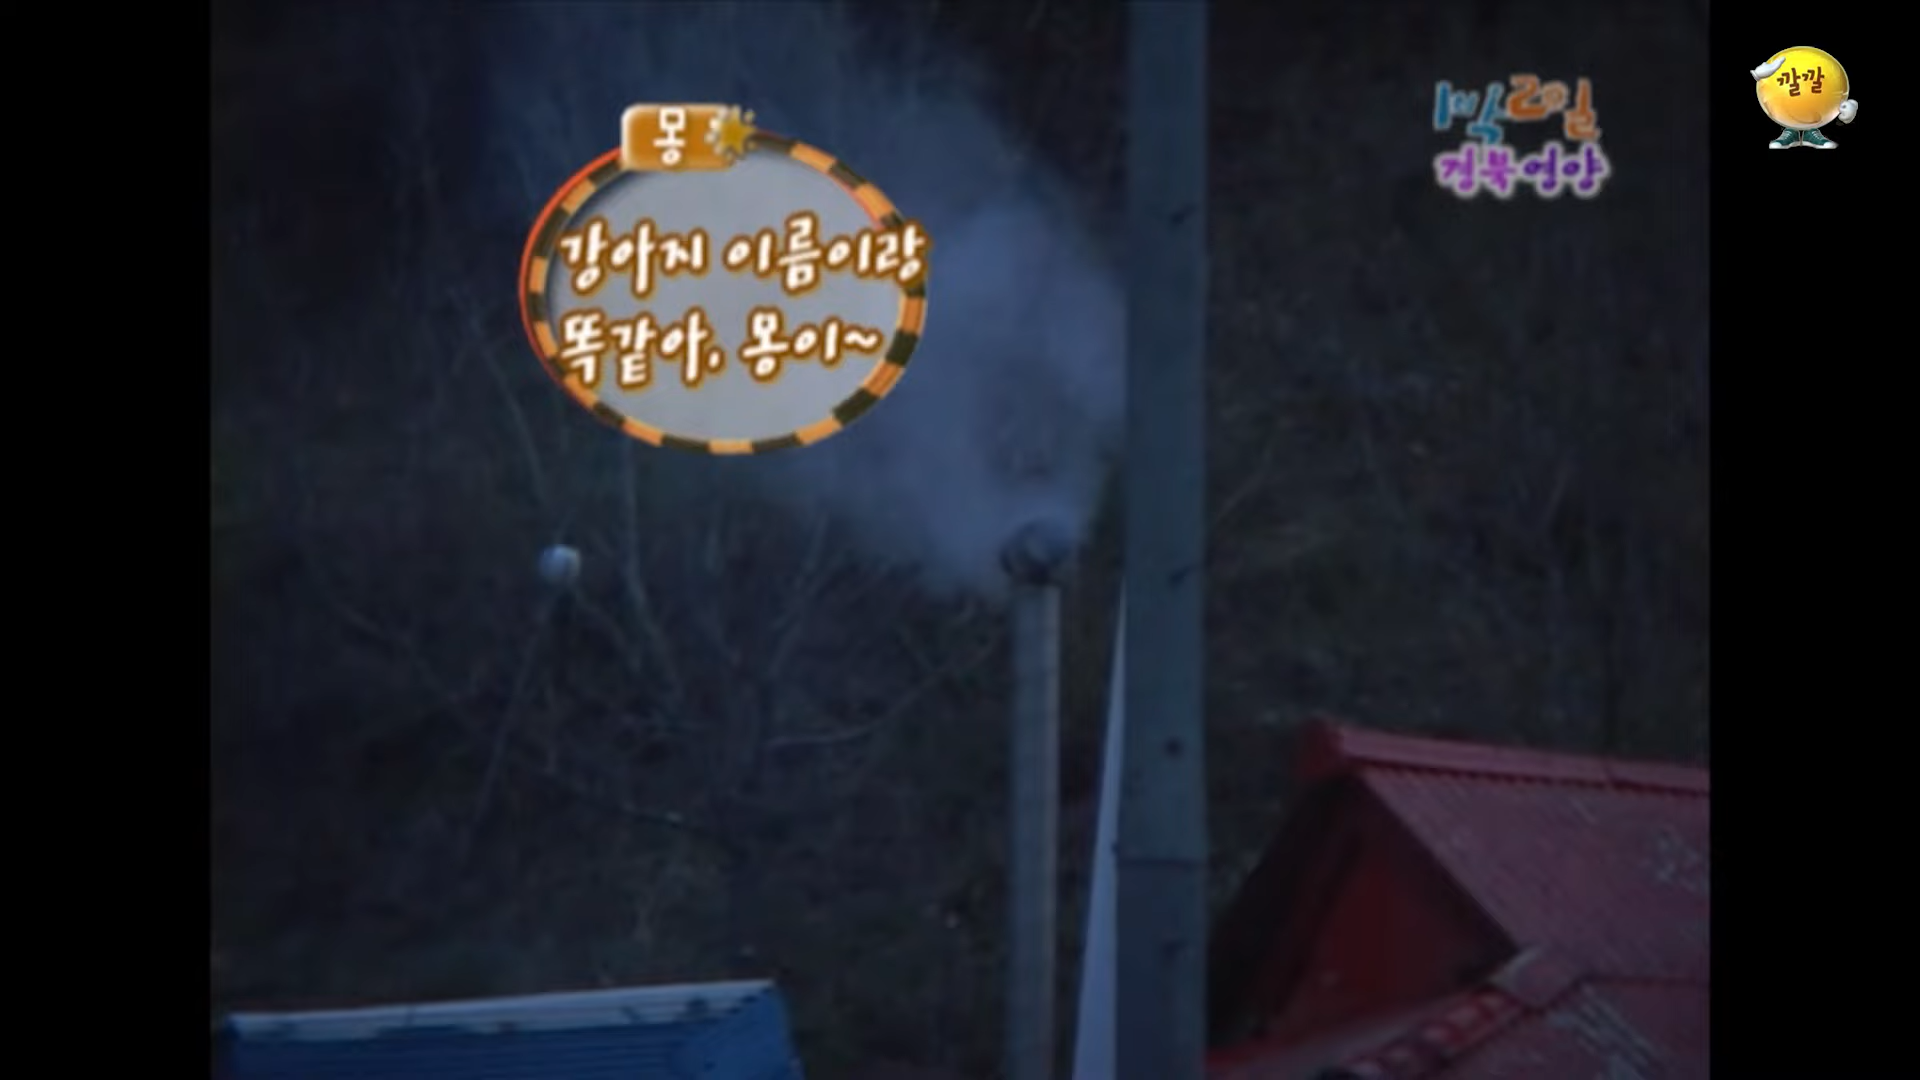 몽
강아지 이름이랑
똑같아, 몽이~
1박2일
경북영양
깔깔